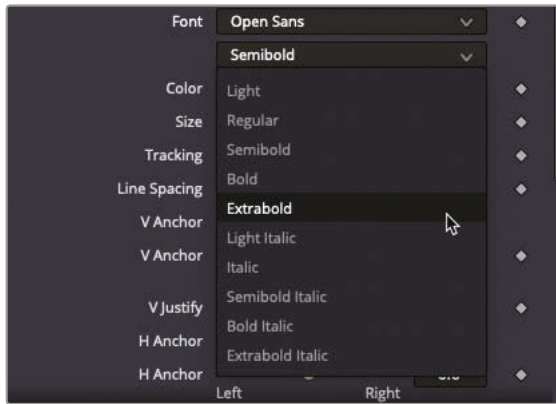 Font Open Sans
Semibold
Color Light
Size Regular
Tracking Semibold
Bold
Line Spacing
Extrabold
V Anchor
Light Italic
V Anchor
Italic
Semibold Italic
V Justify
Bold Italic
H Anchor
Extrabold Italic
H Anchor
Left Right